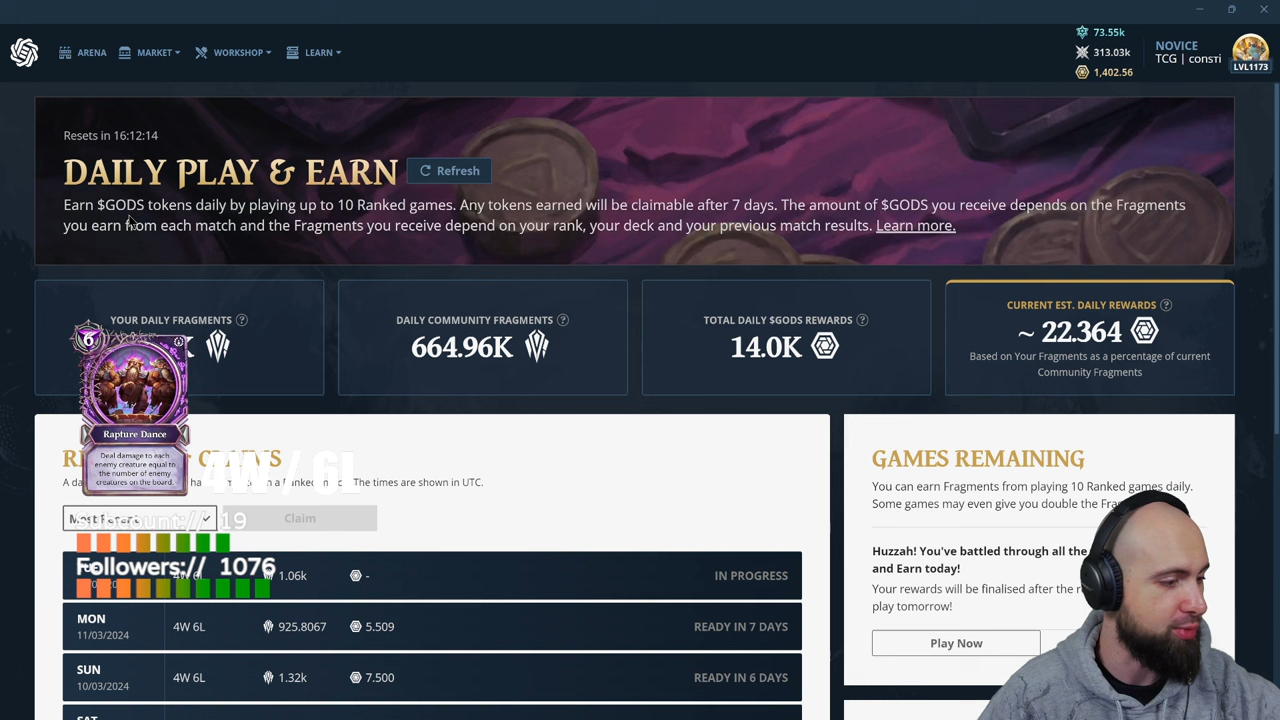 ARENA MARKET WORKSHOP LEARN
73.55k
313.03k
1,402.56
NOVICE
TCG | consti
LVL1173
Resets in 16:12:14
DAILY PLAY & EARN
Refresh
Earn $GODS tokens daily by playing up to 10 Ranked games. Any tokens earned will be claimable after 7 days. The amount of $GODS you receive depends on the Fragments
you earn from each match and the Fragments you receive depend on your rank, your deck and your previous match results. Learn more.
YOUR DAILY FRAGMENTS
K
DAILY COMMUNITY FRAGMENTS
664.96K
TOTAL DAILY $GODS REWARDS
14.0K
CURRENT EST. DAILY REWARDS
~ 22.364
Based on Your Fragments as a percentage of current
Community Fragments
6
Rapture Dance
Deal damage to each
enemy creature equal to
the number of enemy
creatures on the board.
CLAIMS
4W / 6L
The times are shown in UTC.
Most Recent
Claim
subcount:// 19
Followers:// 1076
4W 6L 1.06k - IN PROGRESS
MON
11/03/2024
4W 6L 925.8067 5.509 READY IN 7 DAYS
SUN
10/03/2024
4W 6L 1.32k 7.500 READY IN 6 DAYS
SAT
GAMES REMAINING
You can earn Fragments from playing 10 Ranked games daily.
Some games may even give you double the
Huzzah! You've battled through all the
and Earn today!
Your rewards will be finalised after the
play tomorrow!
Play Now